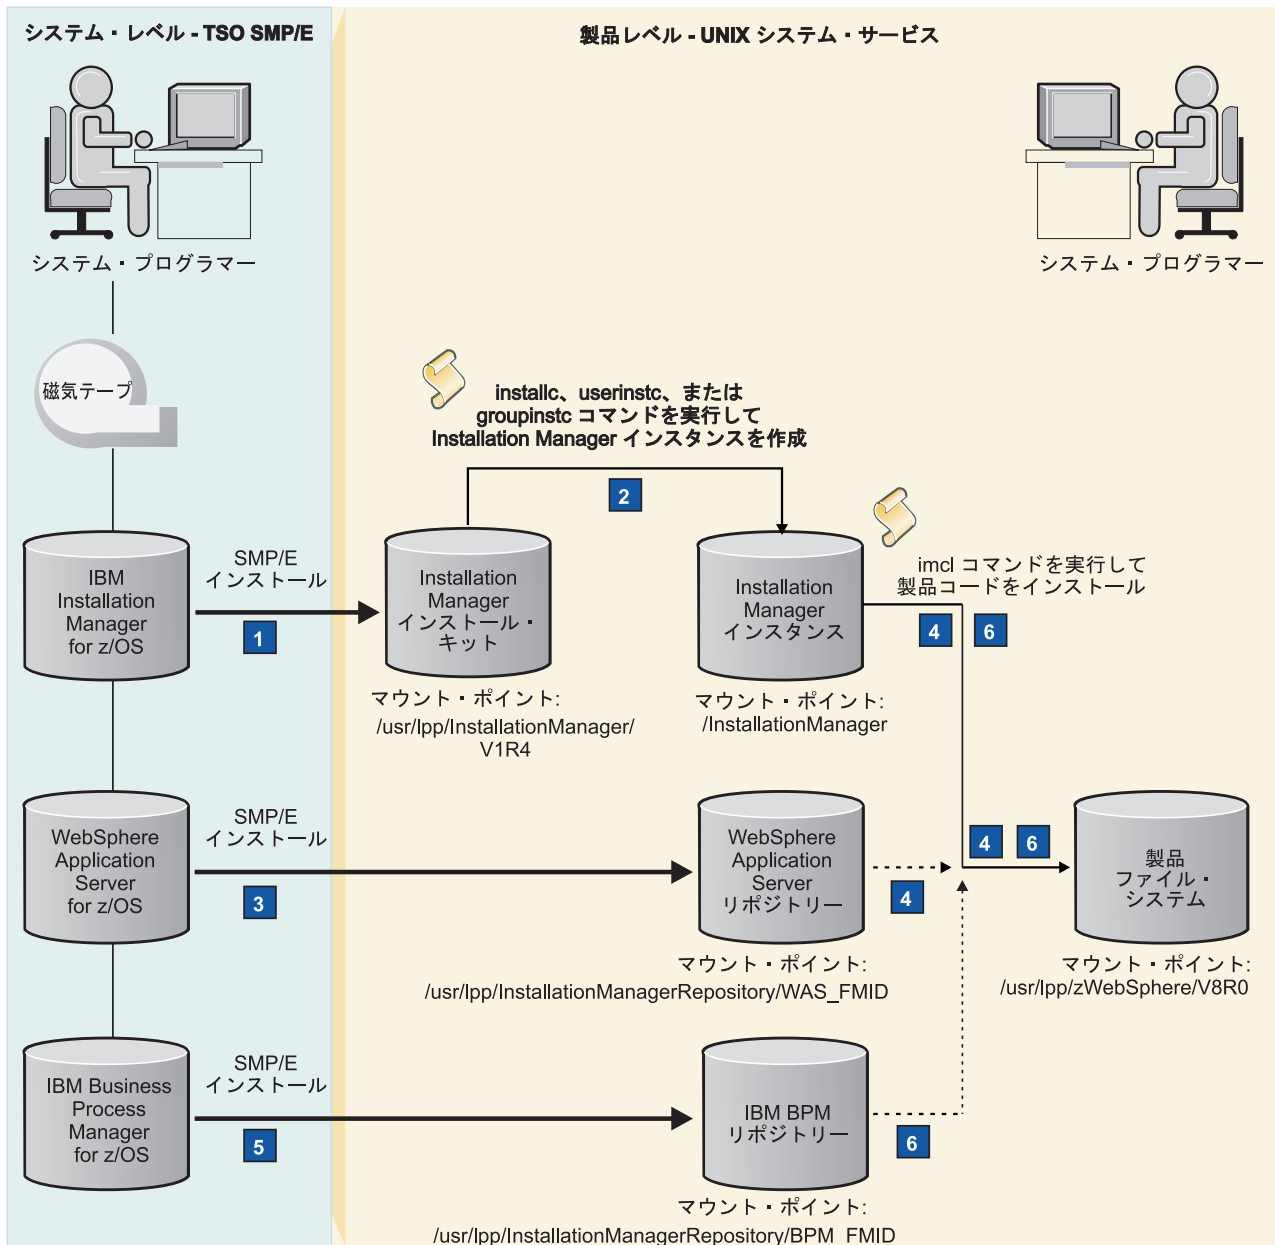 システム・レベル - TSO SMP/E
製品レベル - UNIX システム・サービス
システム・プログラマー
システム・プログラマー
磁気テープ
installc、userinstc、または
groupinstc コマンドを実行して
Installation Manager インスタンスを作成
2
IBM
Installation
Manager
for z/OS
SMP/E
インストール
1
Installation
Manager
インストール・
キット
Installation
Manager
インスタンス
imcl コマンドを実行して
製品コードをインストール
4
6
マウント・ポイント:
/usr/lpp/InstallationManager/
V1R4
マウント・ポイント:
/InstallationManager
WebSphere
Application
Server
for z/OS
SMP/E
インストール
3
WebSphere
Application
Server
リポジトリー
4
4
6
製品
ファイル・
システム
マウント・ポイント:
/usr/lpp/InstallationManagerRepository/WAS_FMID
マウント・ポイント:
/usr/lpp/zWebSphere/V8R0
IBM Business
Process
Manager
for z/OS
SMP/E
インストール
5
IBM BPM
リポジトリー
6
マウント・ポイント:
/usr/lpp/InstallationManagerRepository/BPM_FMID